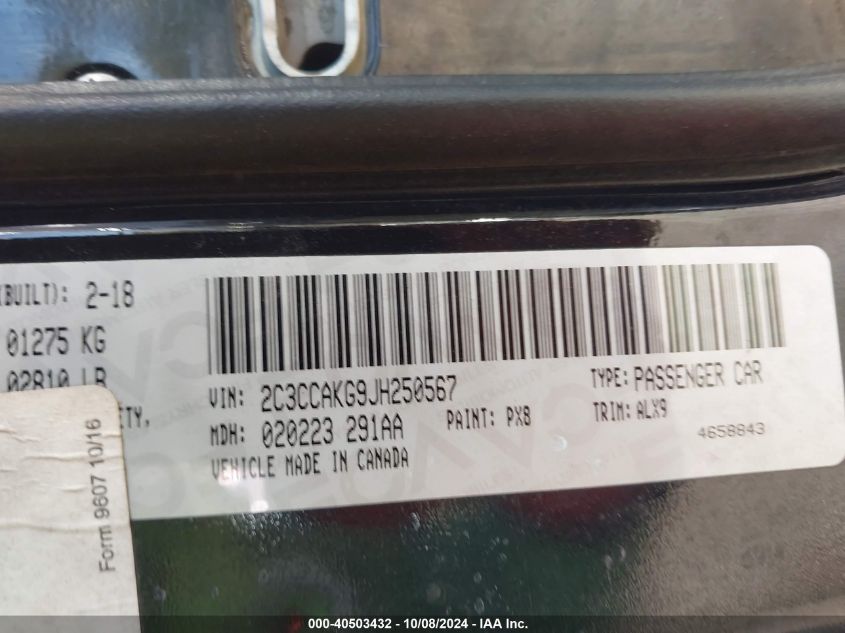 (BUILT): 2-18
01275 KG
02810 LB
ETY,
VIN: 2C3CCAKG9JH250567
TYPE: PASSENGER CAR
MDH: 020223 291AA
PAINT: PX8
TRIM: ALX9
VEHICLE MADE IN CANADA
4658843
Form 9607 10/16
000-40503432 - 10/08/2024 - IAA Inc.